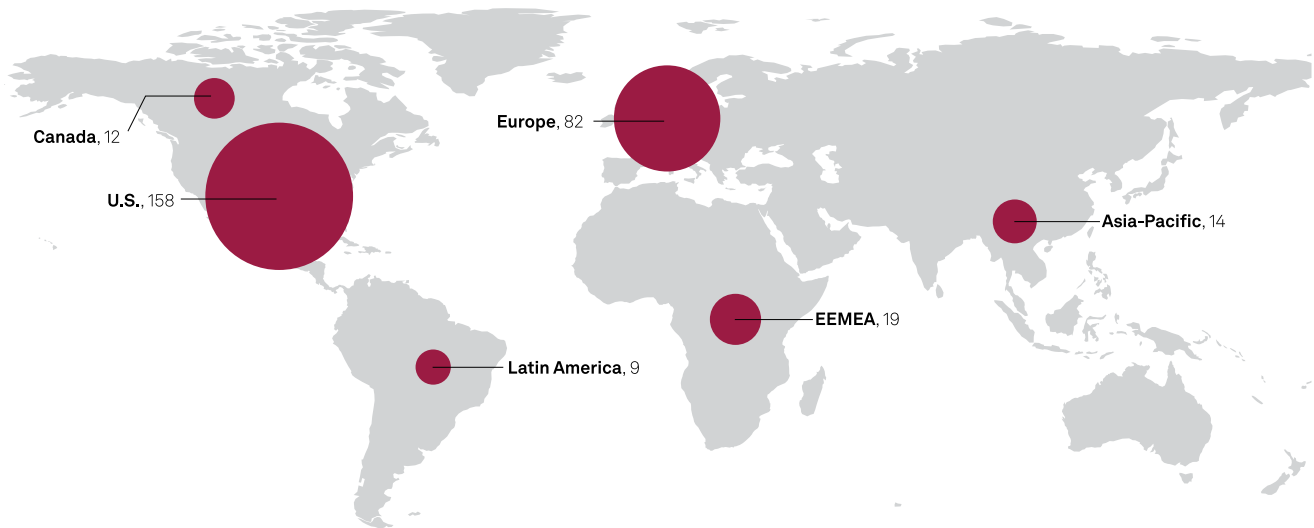 Canada, 12
U.S., 158
Europe, 82
Asia-Pacific, 14
EEMEA, 19
Latin America, 9